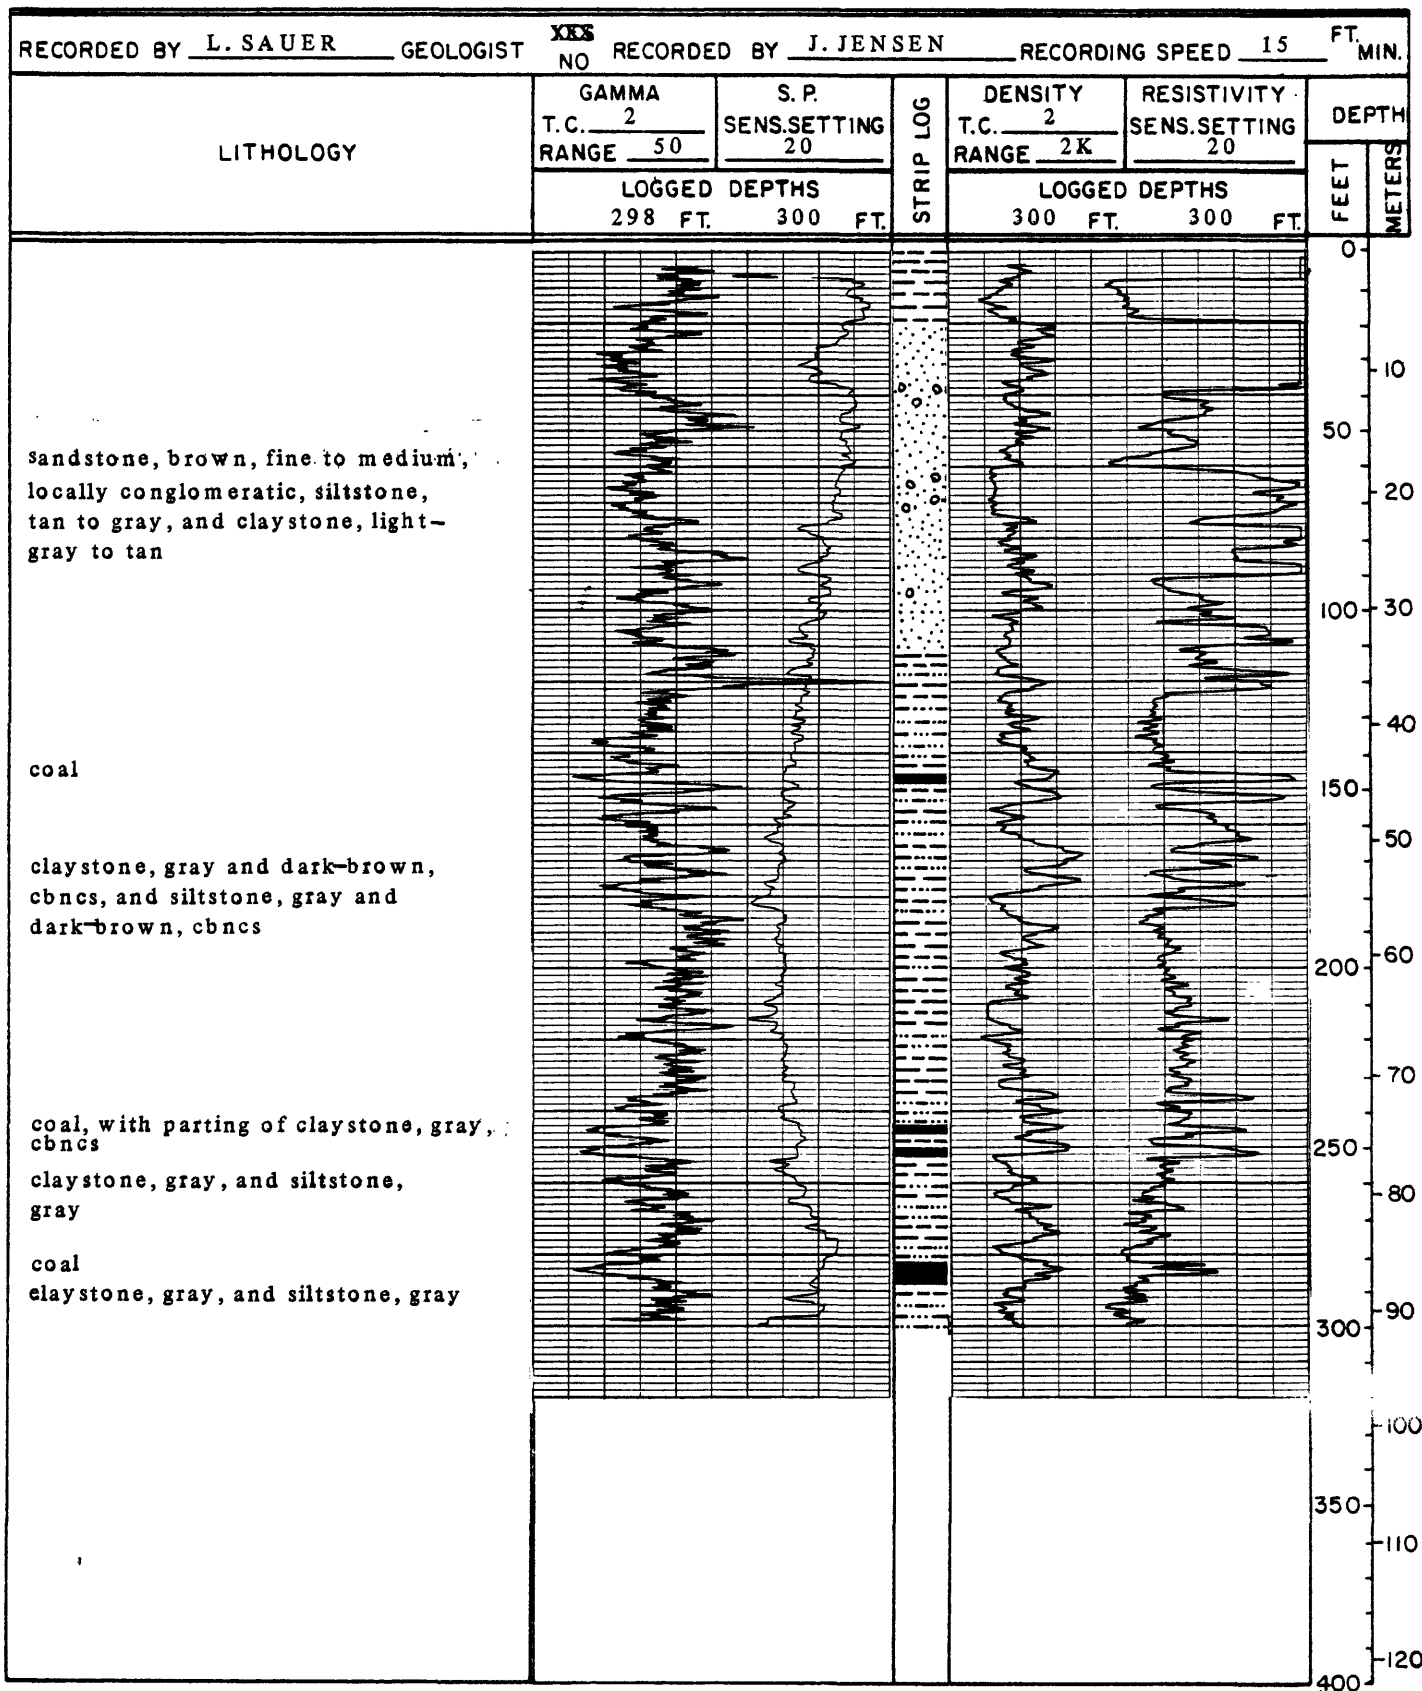 RECORDED BY L. SAUER GEOLOGIST XXS NO RECORDED BY J. JENSEN RECORDING SPEED 15 FT. MIN.
LITHOLOGY
GAMMA
T.C. 2
RANGE 50
S. P.
SENS. SETTING
20
LOGGED DEPTHS
298 FT. 300 FT.
STRIP LOG
DENSITY
T.C. 2
RANGE 2K
RESISTIVITY
SENS. SETTING
20
LOGGED DEPTHS
300 FT. 300 FT.
DEPTH
FEET
METERS
0
10
50
20
100
30
40
150
50
200
60
70
250
80
90
300
100
350
110
120
400
sandstone, brown, fine to medium,
locally conglomeratic, siltstone,
tan to gray, and claystone, light-
gray to tan
coal
claystone, gray and dark-brown,
cbncs, and siltstone, gray and
dark-brown, cbncs
coal, with parting of claystone, gray,
cbncs
claystone, gray, and siltstone,
gray
coal
elaystone, gray, and siltstone, gray